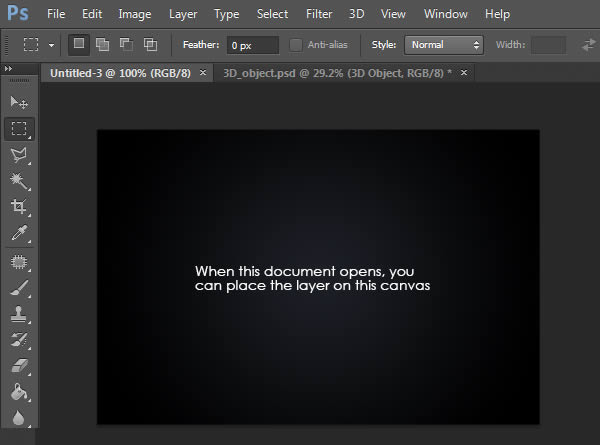 Ps File Edit Image Layer Type Select Filter 3D View Window Help
Feather: 0 px Anti-alias Style: Normal Width:
Untitled-3 @ 100% (RGB/8) × 3D_object.psd @ 29.2% (3D Object, RGB/8) * ×
When this document opens, you
can place the layer on this canvas